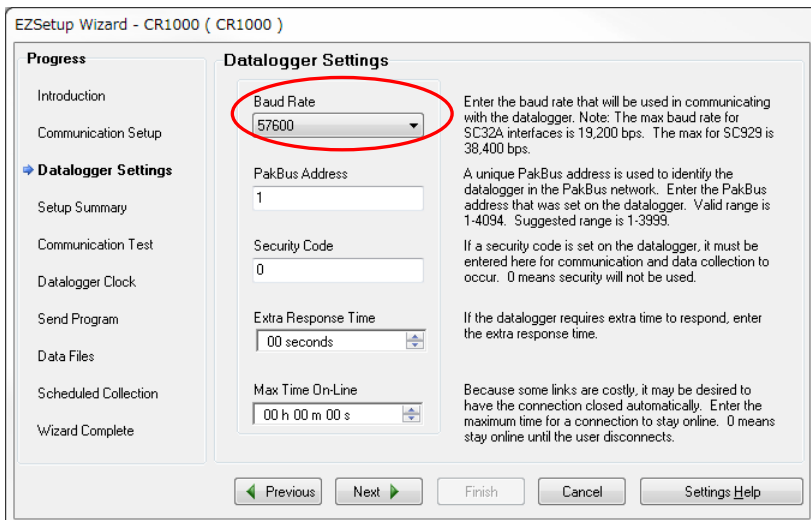 EZSetup Wizard - CR1000 ( CR1000 )
Progress
Introduction
Communication Setup
Datalogger Settings
Setup Summary
Communication Test
Datalogger Clock
Send Program
Data Files
Scheduled Collection
Wizard Complete
Datalogger Settings
Baud Rate
57600
Enter the baud rate that will be used in communicating
with the datalogger. Note: The max baud rate for
SC32A interfaces is 19,200 bps. The max for SC929 is
38,400 bps.
PakBus Address
1
A unique PakBus address is used to identify the
datalogger in the PakBus network. Enter the PakBus
address that was set on the datalogger. Valid range is
1-4094. Suggested range is 1-3999.
Security Code
0
If a security code is set on the datalogger, it must be
entered here for communication and data collection to
occur. 0 means security will not be used.
Extra Response Time
00 seconds
If the datalogger requires extra time to respond, enter
the extra response time.
Max Time On-Line
00 h 00 m 00 s
Because some links are costly, it may be desired to
have the connection closed automatically. Enter the
maximum time for a connection to stay online. 0 means
stay online until the user disconnects.
Previous
Next
Finish
Cancel
Settings Help